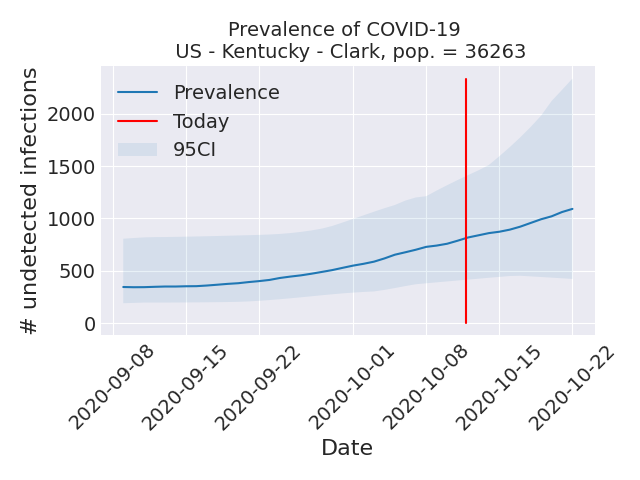 Prevalence of COVID-19
US - Kentucky - Clark, pop. = 36263
# undetected infections
2000
1500
1000
500
0
Prevalence
Today
95CI
2020-09-08
2020-09-15
2020-09-22
2020-10-01
2020-10-08
2020-10-15
2020-10-22
Date